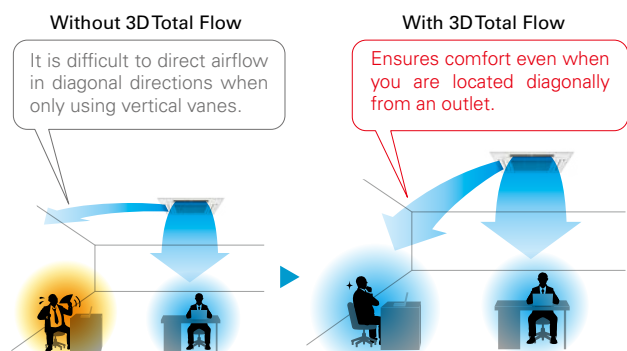 Without 3D Total Flow
It is difficult to direct airflow
in diagonal directions when
only using vertical vanes.
With 3D Total Flow
Ensures comfort even when
you are located diagonally
from an outlet.